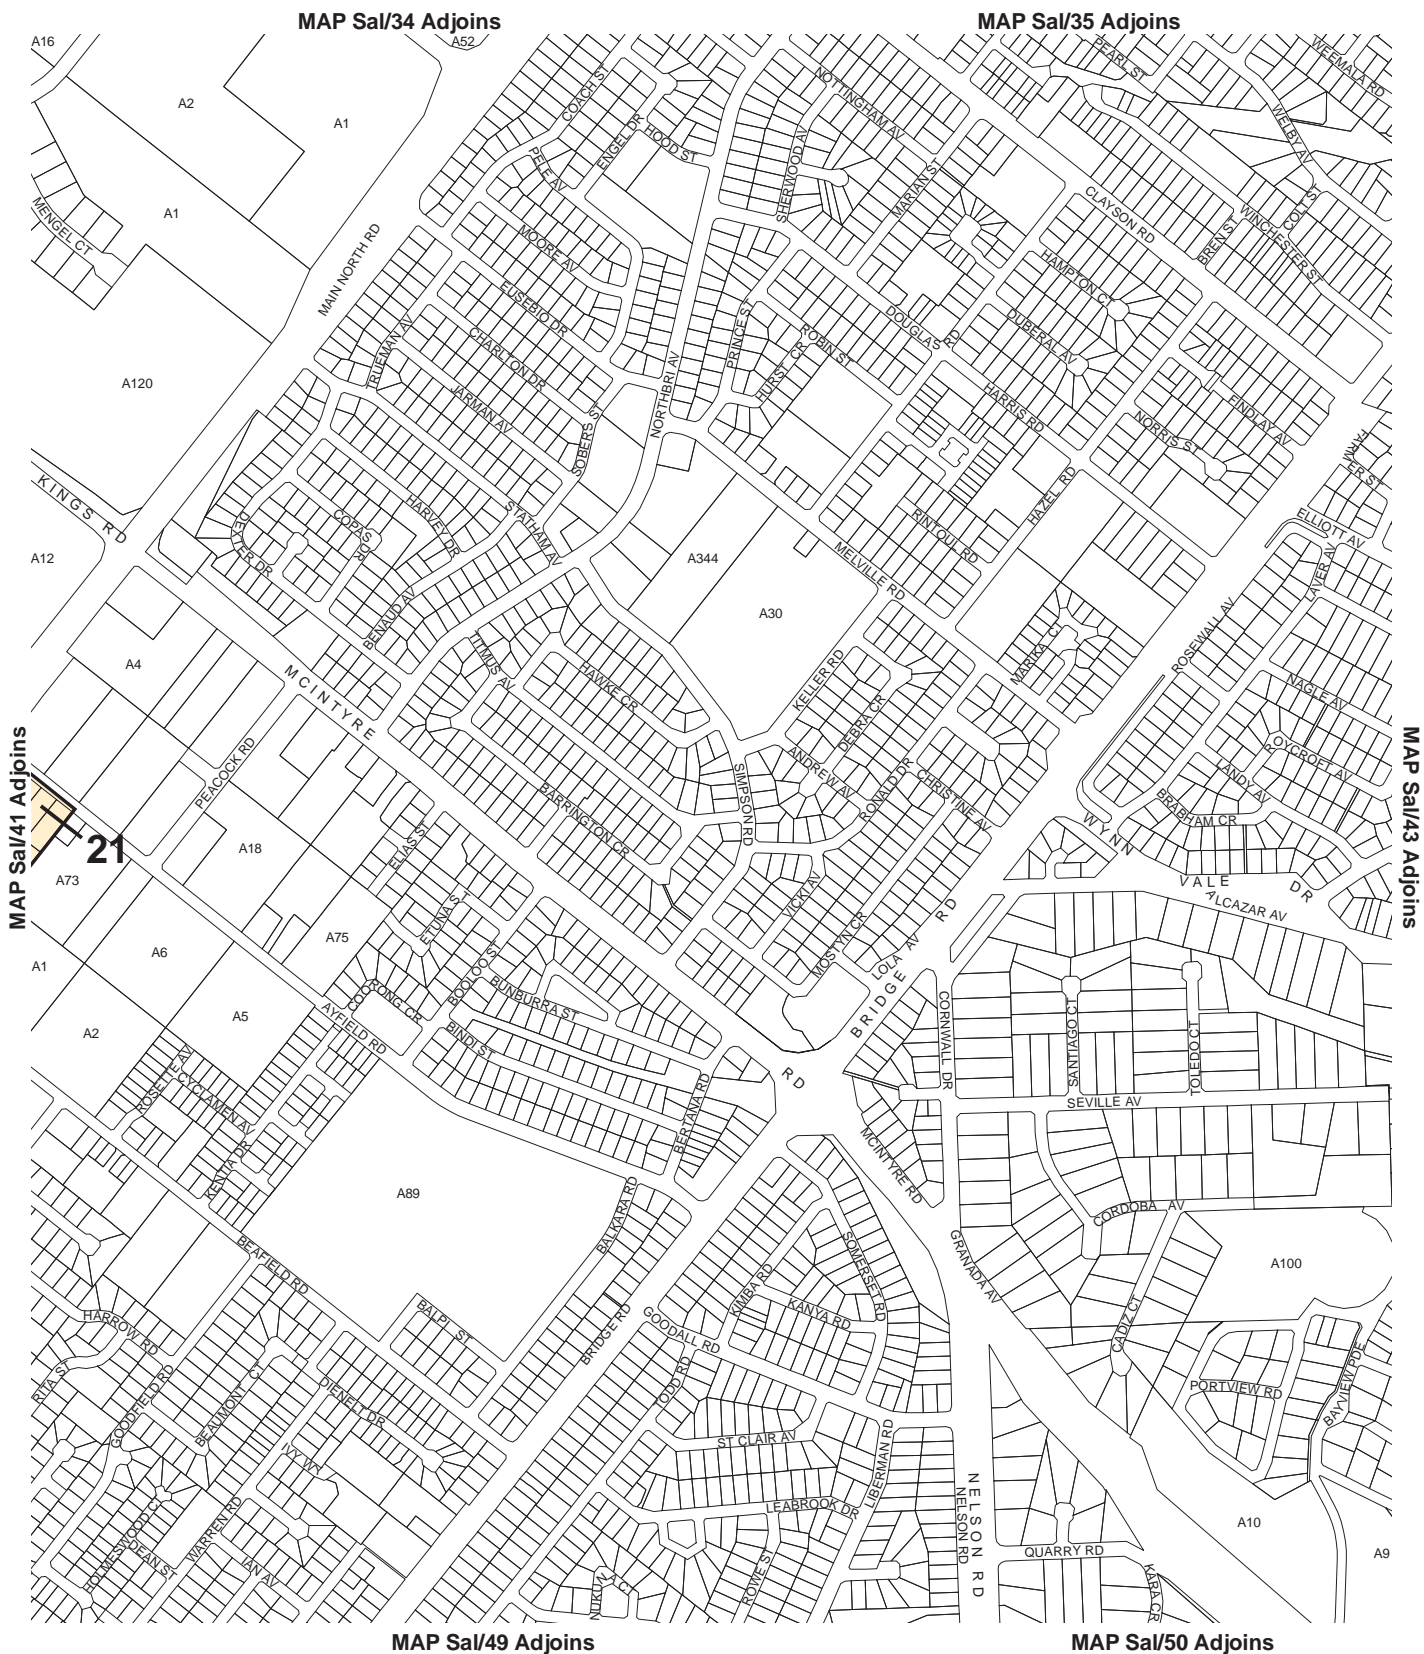 MAP Sal/34 Adjoins
MAP Sal/35 Adjoins
A16
A52
A2
A1
A1
MENGEL CT
MAIN NORTH RD
A120
KINGS RD
A12
COACH ST
ENGEL DR
HOOD ST
PELE AV
MOORE AV
EUSEBIO DR
CHARLTON DR
TRUEMAN AV
JARMAN AV
SOBERS ST
NORTHBRI AV
PRINCE ST
HURST CR
ROBIN ST
NOTTINGHAM AV
SHERWOOD AV
MARIAN ST
PEARL ST
WEEMALA RD
WELBY AV
CLAYSON RD
COLT ST
WINCHESTER ST
BREN ST
HAMPTON CT
DUBERAL AV
DOUGLAS RD
HARRIS RD
FINDLAY AV
NORRIS ST
FARMER ST
ELLIOTT AV
LAVER AV
HAZEL RD
RINTOUL RD
MELVILLE RD
A344
A30
DEXTER DR
COPAS DR
HARVEY DR
STATHAM AV
BENAUD AV
TITMUS AV
HAWKE CR
MCINTYRE
A4
PEACOCK RD
BARRINGTON CR
SIMPSON RD
KELLER RD
DEBRA CR
ANDREW AV
RONALD DR
CHRISTINE AV
MARIKA CT
ROSEWALL AV
NAGLE AV
ROYCROFT AV
LANDY AV
BRABHAM CR
WYNN
VALE
DR
ALCAZAR AV
MAP Sal/41 Adjoins
MAP Sal/43 Adjoins
21
A73
A18
ELIAS ST
ETUNA ST
A75
A6
A1
A2
A5
VICKI AV
MOSTYN CR
LOLA AV
BRIDGE
RD
BOOLOO ST
COORONG CR
BUNBURRA ST
BINDI ST
AYFIELD RD
BERTANA RD
RD
CORNWALL DR
SANTIAGO CT
TOLEDO CT
SEVILLE AV
MCINTYRE RD
ROSETTE AV
CYCLAMEN AV
KENTIA DR
A89
BALKARA RD
BEAFIELD RD
BALPI ST
BRIDGE RD
GOODALL RD
KIMBA RD
KANYA RD
SOMERSET RD
GRANADA AV
CORDOBA AV
CADIZ CT
A100
PORTVIEW RD
BAYVIEW PDE
HARROW RD
RITA ST
GOODFIELD RD
BEAUMONT CT
DIENELT DR
IVY WY
TODD RD
ST CLAIR AV
LIBERMAN RD
LEABROOK DR
NELSON RD
NELSON RD
HOLMESWOOD CT
DEAN ST
WARREN RD
IAN AV
NUKUN CT
ROWE ST
QUARRY RD
KARA CR
A10
A9
MAP Sal/49 Adjoins
MAP Sal/50 Adjoins